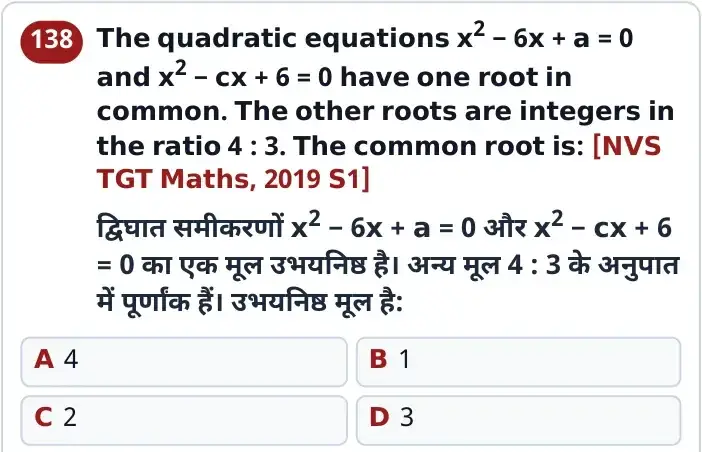 138 The quadratic equations x² – 6x + a = 0
and x² – cx + 6 = 0 have one root in
common. The other roots are integers in
the ratio 4 : 3. The common root is: [NVS
TGT Maths, 2019 S1]
द्विघात समीकरणों x² – 6x + a = 0 और x² – cx + 6
= 0 का एक मूल उभयनिष्ठ है। अन्य मूल 4 : 3 के अनुपात
में पूर्णांक हैं। उभयनिष्ठ मूल है:
A 4
B 1
C 2
D 3